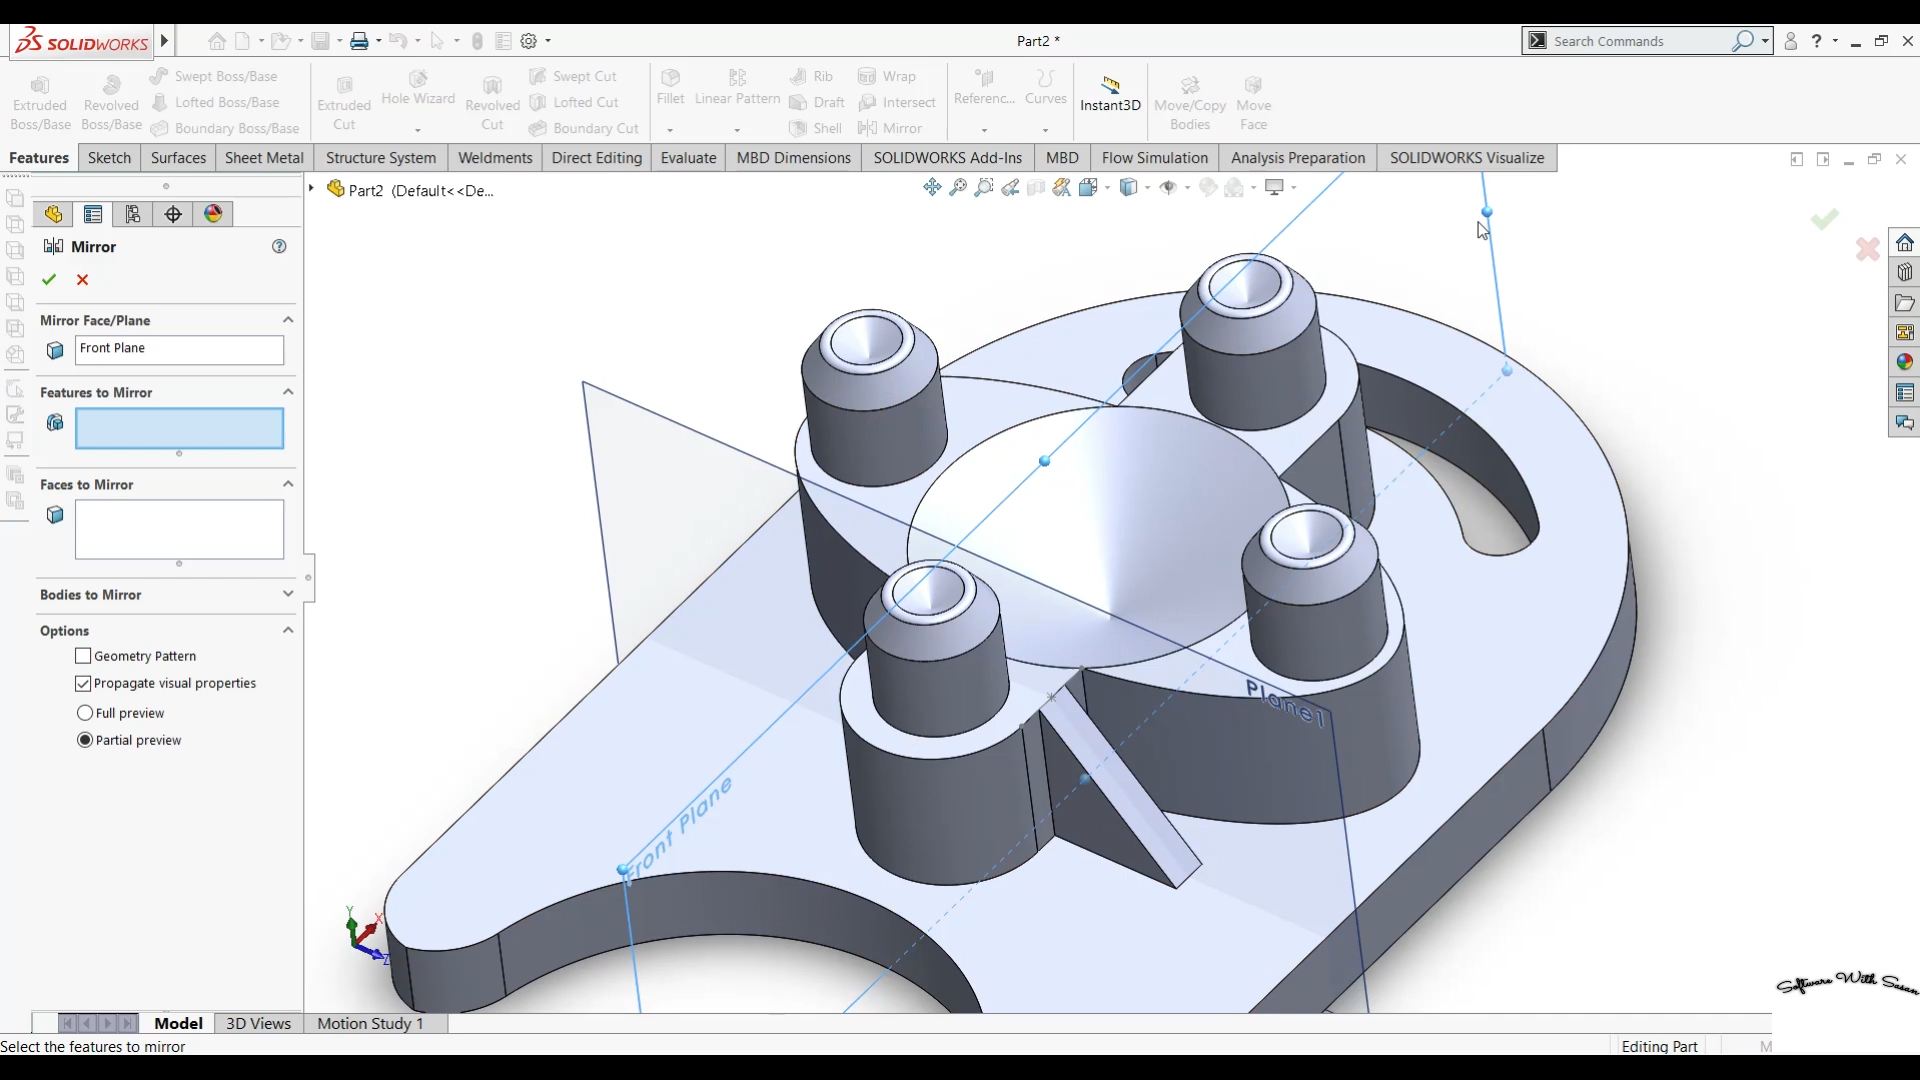 SOLIDWORKS
Part2 *
Search Commands
?
Extruded Boss/Base
Revolved Boss/Base
Swept Boss/Base
Lofted Boss/Base
Boundary Boss/Base
Extruded Cut
Hole Wizard
Revolved Cut
Swept Cut
Lofted Cut
Boundary Cut
Fillet
Linear Pattern
Rib
Draft
Shell
Wrap
Intersect
Mirror
Referenc...
Curves
Instant3D
Move/Copy Bodies
Move Face
Features
Sketch
Surfaces
Sheet Metal
Structure System
Weldments
Direct Editing
Evaluate
MBD Dimensions
SOLIDWORKS Add-Ins
MBD
Flow Simulation
Analysis Preparation
SOLIDWORKS Visualize
Part2 (Default<<De...
Mirror
?
Mirror Face/Plane
Front Plane
Features to Mirror
Faces to Mirror
Bodies to Mirror
Options
Geometry Pattern
Propagate visual properties
Full preview
Partial preview
Plane1
Front Plane
Y
X
Z
Software With Sasan
Model
3D Views
Motion Study 1
Select the features to mirror
Editing Part
M